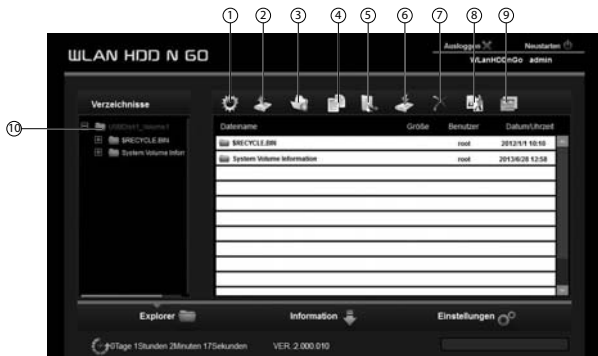 1 2 3 4 5 6 7 8 9
WLAN HDD N GO
Ausloggen Neustarten
WLanHDDnGo admin
Verzeichnisse
10
Dateiname Größe Benutzer Datum/Uhrzeit
$RECYCLE.BIN
System Volume Infor
$RECYCLE.BIN root 2012/1/1 10:10
System Volume Information root 2013/6/28 12:58
Explorer Information Einstellungen
0Tage 1Stunden 2Minuten 17Sekunden VER. :2.000.010